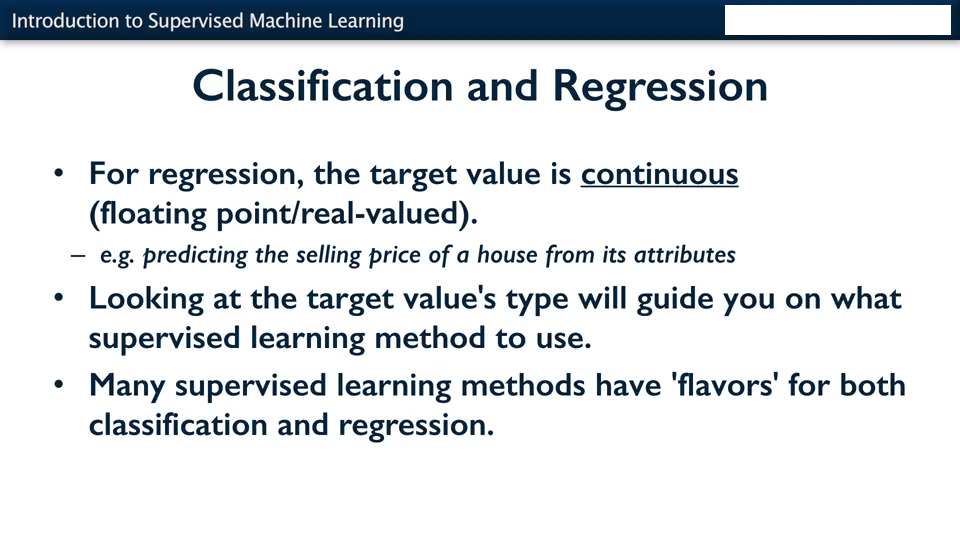 Introduction to Supervised Machine Learning
Classification and Regression
• For regression, the target value is continuous
(floating point/real-valued).
– e.g. predicting the selling price of a house from its attributes
• Looking at the target value's type will guide you on what
supervised learning method to use.
• Many supervised learning methods have 'flavors' for both
classification and regression.